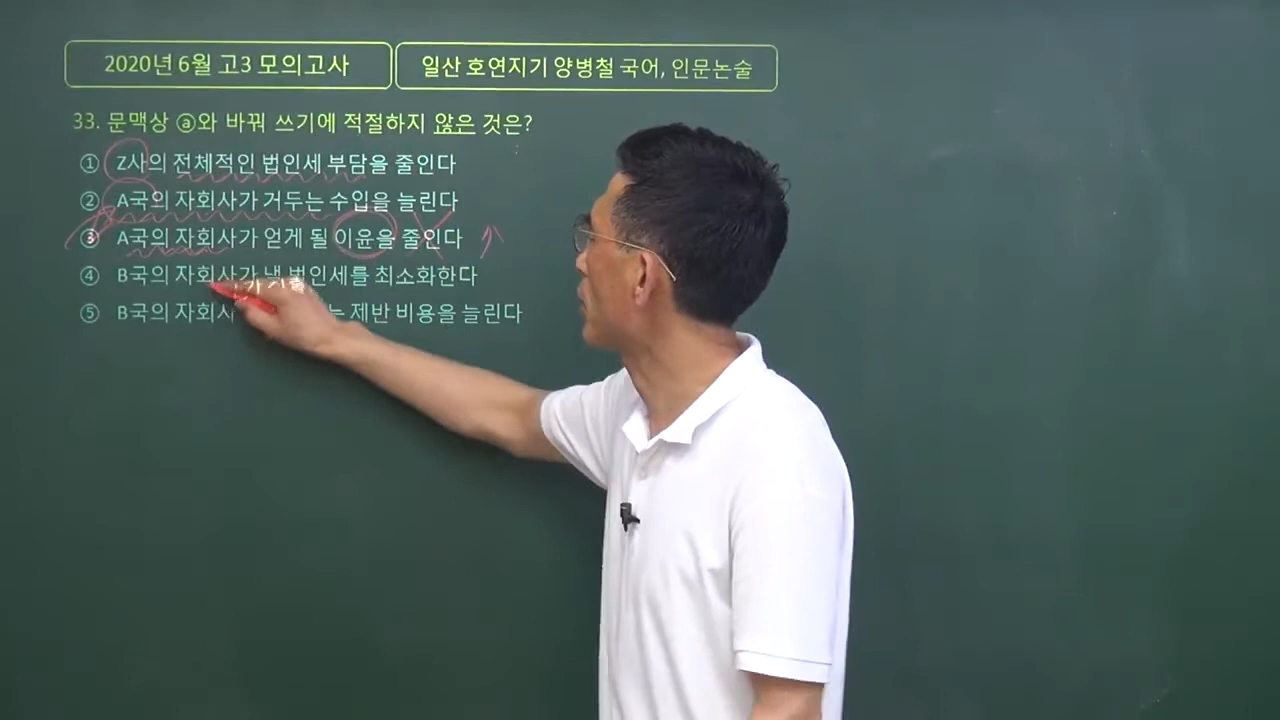 2020년 6월 고3 모의고사
일산 호연지기 양병철 국어, 인문논술
33. 문맥상 ⓐ와 바꿔 쓰기에 적절하지 않은 것은?
① Z사의 전체적인 법인세 부담을 줄인다
② A국의 자회사가 거두는 수입을 늘린다
③ A국의 자회사가 얻게 될 이윤을 줄인다
④ B국의 자회사가 낼 법인세를 최소화한다
⑤ B국의 자회사 제반 비용을 늘린다